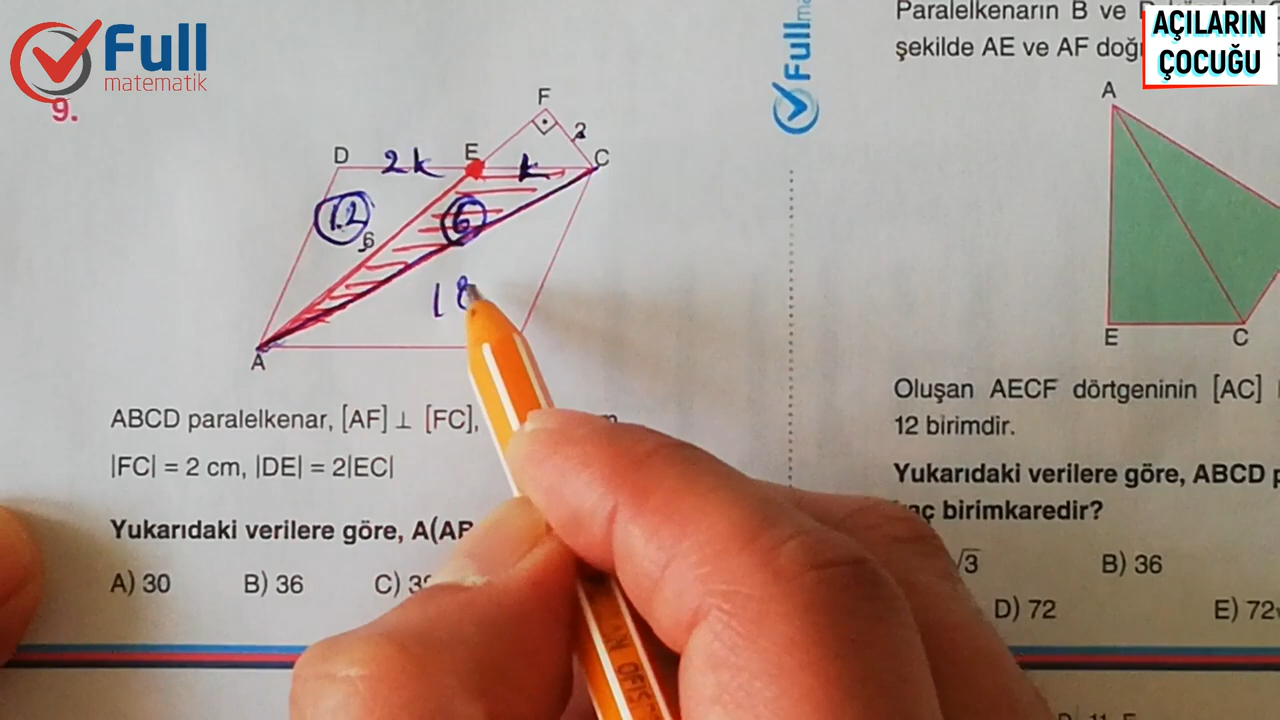 Full
matematik
9.
D
2k
E
F
2
k
C
12
6
6
18
A
ABCD paralelkenar, [AF] ⊥ [FC],
|FC| = 2 cm, |DE| = 2|EC|
Yukarıdaki verilere göre,
A) 30 B) 36 C)
Full
Paralelkenarın B ve
şekilde AE ve AF
AÇILARIN
ÇOCUĞU
A
E
C
Oluşan AECF dörtgeninin [AC]
12 birimdir.
Yukarıdaki verilere göre, ABCD
birimkaredir?
√3 B) 36
D) 72 E) 72